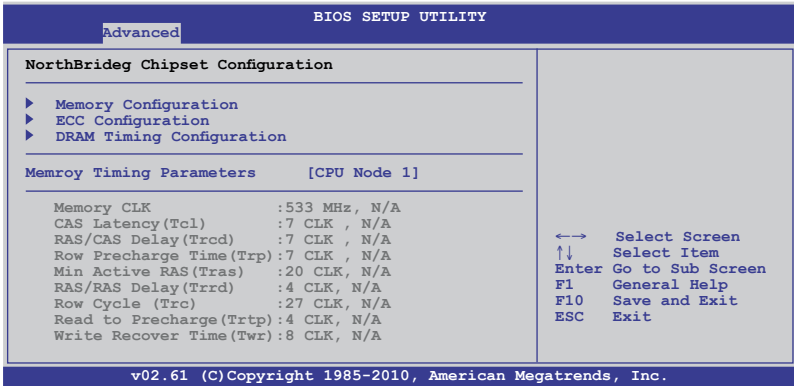 BIOS SETUP UTILITY
Advanced
NorthBrideg Chipset Configuration
Memory Configuration
ECC Configuration
DRAM Timing Configuration
Memroy Timing Parameters [CPU Node 1]
Memory CLK :533 MHz, N/A
CAS Latency(Tcl) :7 CLK , N/A
RAS/CAS Delay(Trcd) :7 CLK , N/A
Row Precharge Time(Trp):7 CLK , N/A
Min Active RAS(Tras) :20 CLK, N/A
RAS/RAS Delay(Trrd) :4 CLK, N/A
Row Cycle (Trc) :27 CLK, N/A
Read to Precharge(Trtp):4 CLK, N/A
Write Recover Time(Twr):8 CLK, N/A
←→ Select Screen
↑↓ Select Item
Enter Go to Sub Screen
F1 General Help
F10 Save and Exit
ESC Exit
v02.61 (C)Copyright 1985-2010, American Megatrends, Inc.